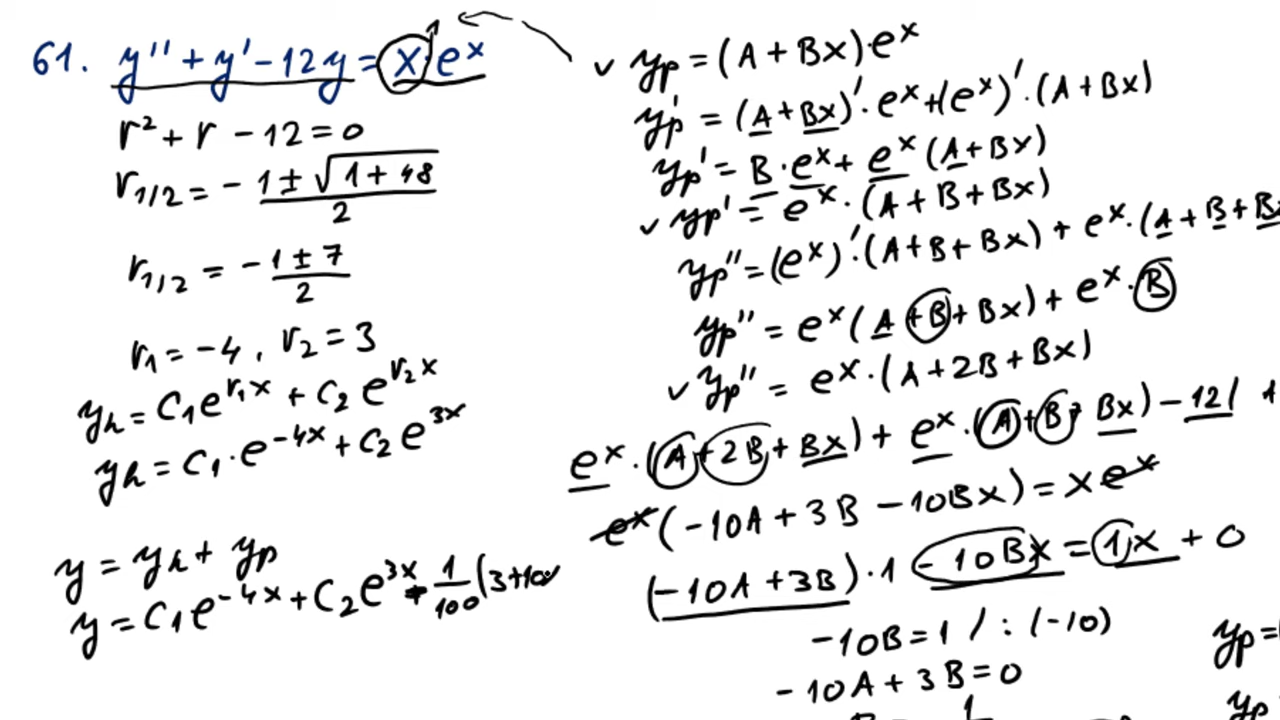 61. y'' + y' - 12y = x e^x
r² + r - 12 = 0
r1/2 = - 1 ± √1 + 48 / 2
r1/2 = - 1 ± 7 / 2
r1 = -4, r2 = 3
yh = C1 e^r1x + C2 e^r2x
yh = C1 · e^-4x + C2 e^3x
y = yh + yp
y = C1 e^-4x + C2 e^3x - 1/100 (3+10x
yp = (A + Bx) · e^x
yp' = (A + Bx)' · e^x + (e^x)' · (A + Bx)
yp' = B · e^x + e^x (A + Bx)
yp' = e^x · (A + B + Bx)
yp'' = (e^x)' · (A + B + Bx) + e^x · (A + B + B
yp'' = e^x (A + B + Bx) + e^x · B
yp'' = e^x · (A + 2B + Bx)
e^x · (A + 2B + Bx) + e^x · (A + B + Bx) - 12(
e^x (-10A + 3B - 10Bx) = x e^x
(-10A + 3B) · 1 - 10Bx = 1x + 0
-10B = 1 / : (-10)
-10A + 3B = 0
yp =
yp